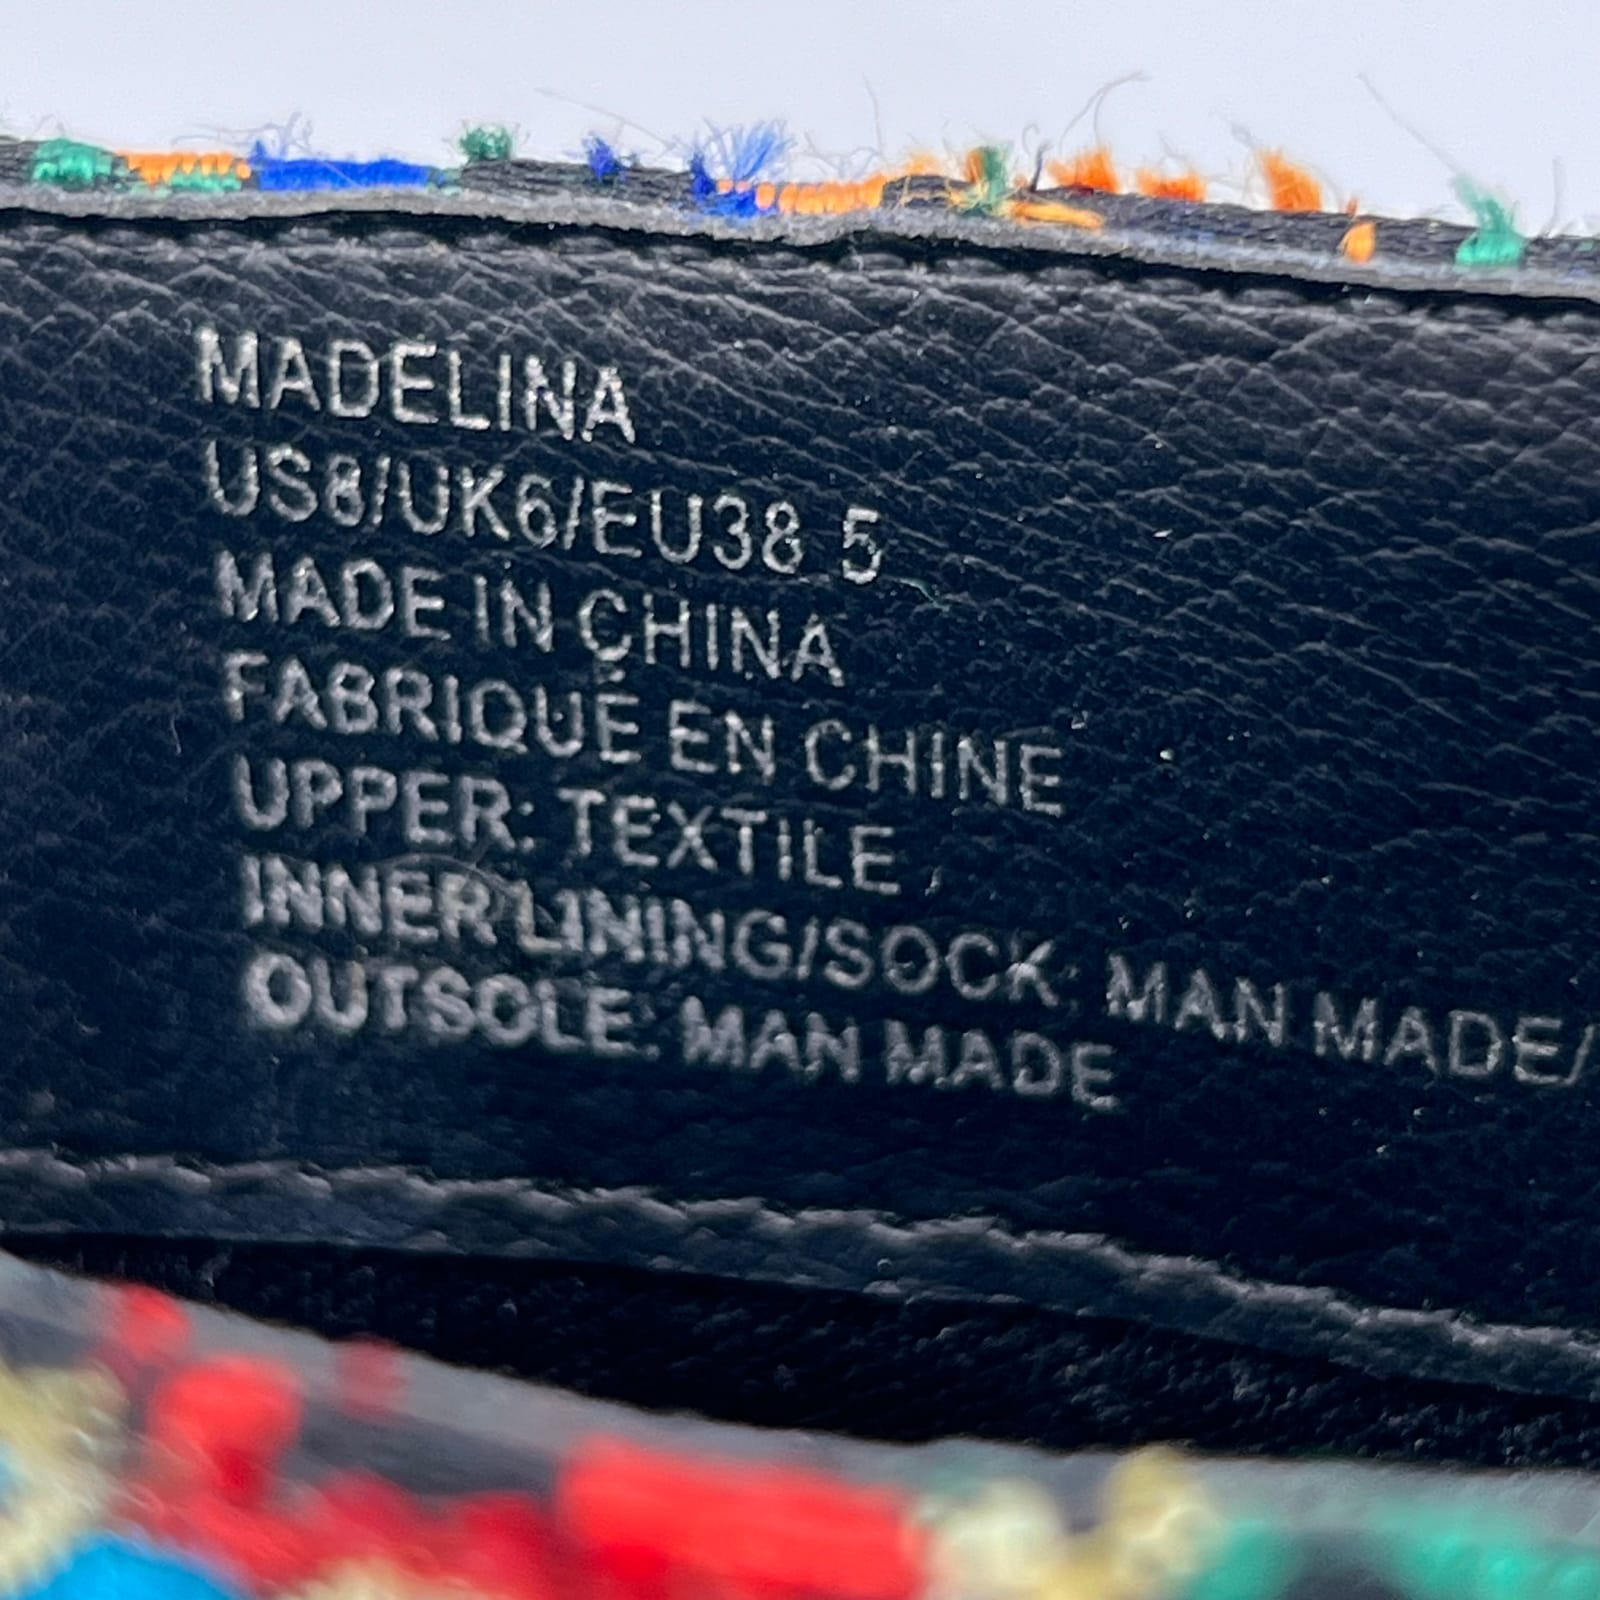 MADELINA
US8/UK6/EU38 5
MADE IN CHINA
FABRIQUÉ EN CHINE
UPPER: TEXTILE
INNER LINING/SOCK: MAN MADE/
OUTSOLE: MAN MADE